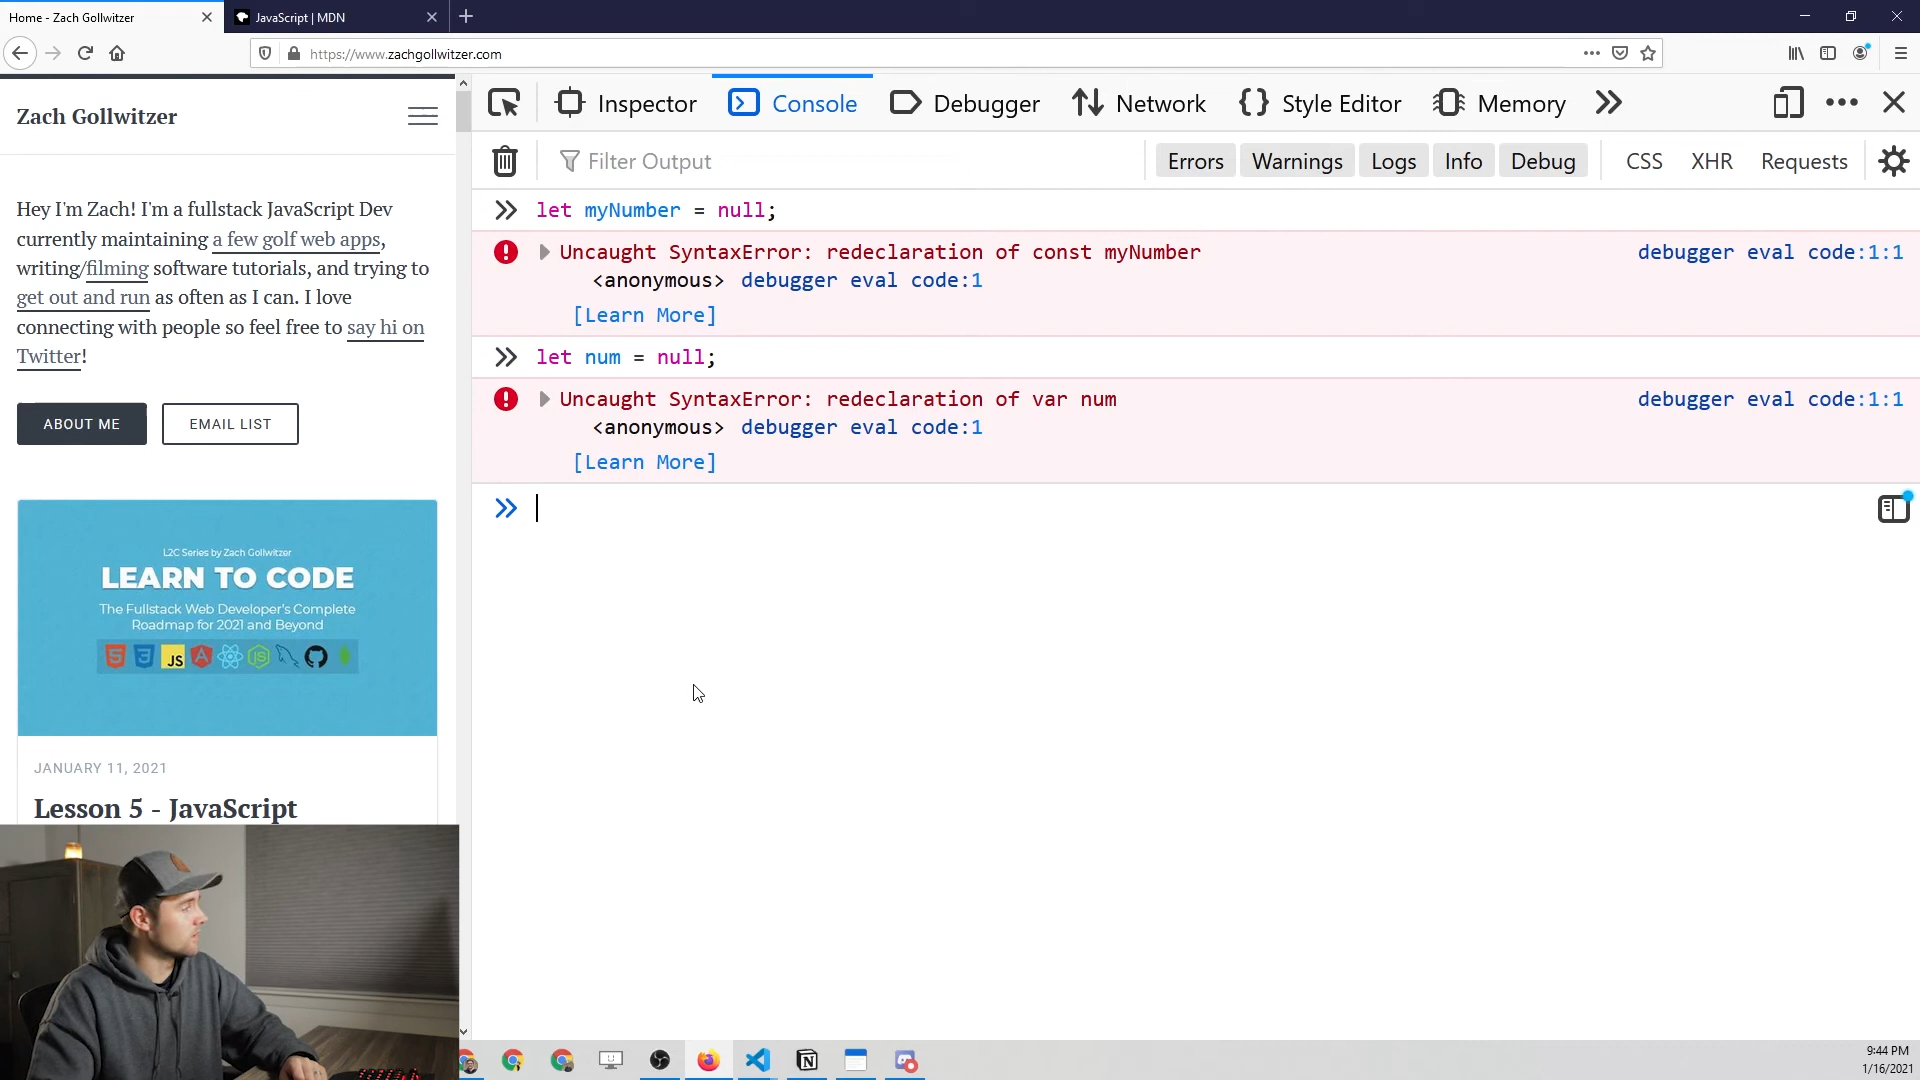 Home - Zach Gollwitzer
JavaScript | MDN
https://www.zachgollwitzer.com
Zach Gollwitzer
Hey I'm Zach! I'm a fullstack JavaScript Dev
currently maintaining a few golf web apps,
writing/filming software tutorials, and trying to
get out and run as often as I can. I love
connecting with people so feel free to say hi on
Twitter!
ABOUT ME
EMAIL LIST
L2C Series by Zach Gollwitzer
LEARN TO CODE
The Fullstack Web Developer's Complete
Roadmap for 2021 and Beyond
JS
JANUARY 11, 2021
Lesson 5 - JavaScript
Inspector
Console
Debugger
Network
Style Editor
Memory
Filter Output
Errors
Warnings
Logs
Info
Debug
CSS
XHR
Requests
let myNumber = null;
Uncaught SyntaxError: redeclaration of const myNumber
debugger eval code:1:1
<anonymous> debugger eval code:1
[Learn More]
let num = null;
Uncaught SyntaxError: redeclaration of var num
debugger eval code:1:1
<anonymous> debugger eval code:1
[Learn More]
9:44 PM
1/16/2021